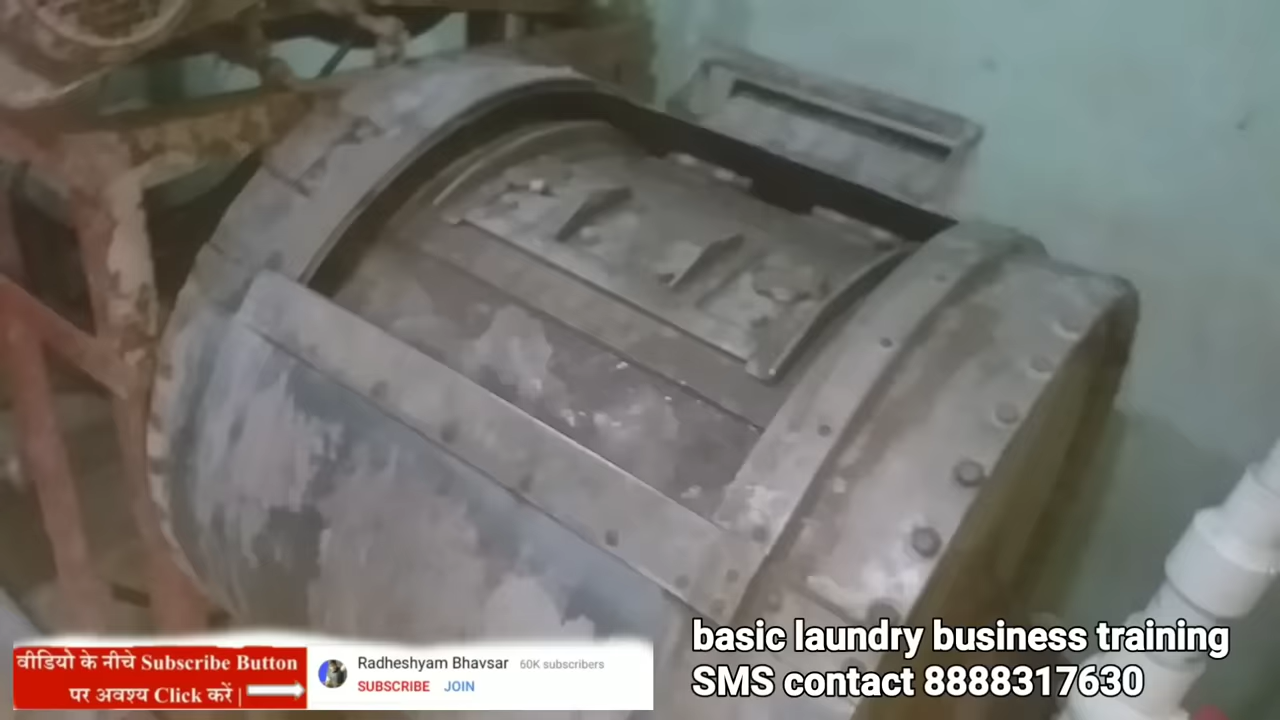 वीडियो के नीचे Subscribe Button
पर अवश्य Click करें |
Radheshyam Bhavsar 60K subscribers
SUBSCRIBE JOIN
basic laundry business training
SMS contact 8888317630